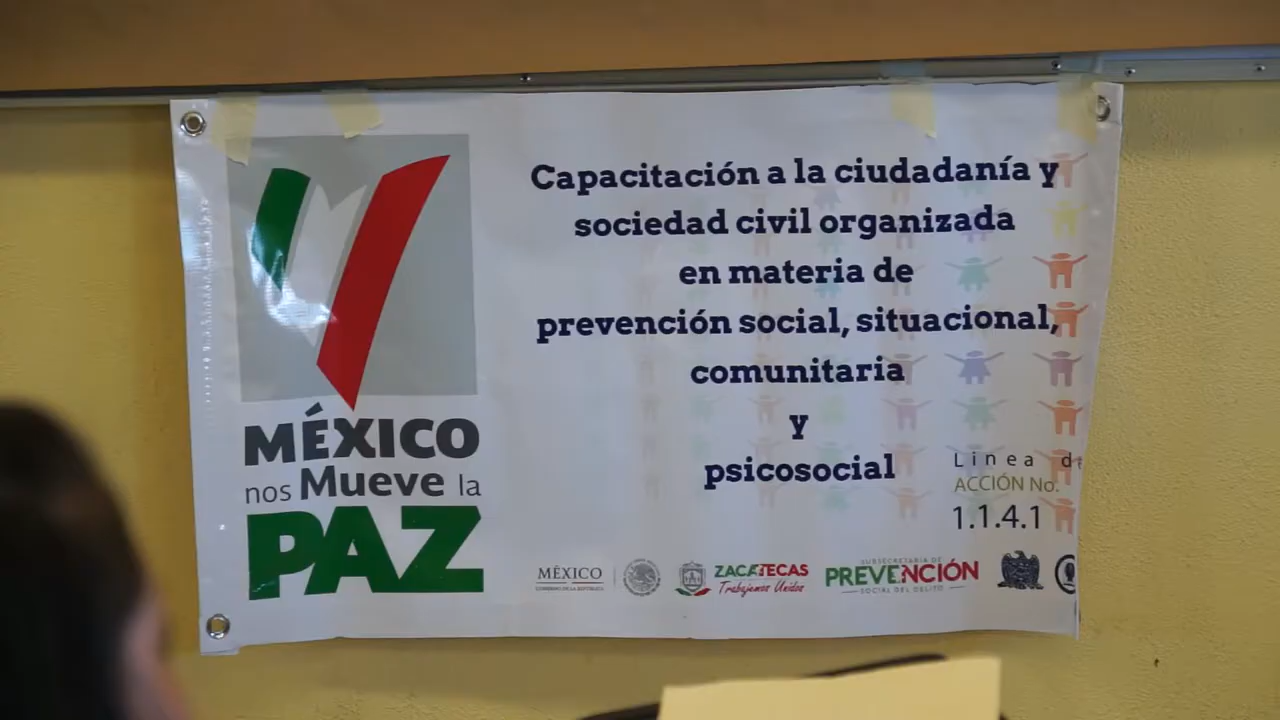 MÉXICO
nos Mueve la
PAZ
Capacitación a la ciudadanía y
sociedad civil organizada
en materia de
prevención social, situacional,
comunitaria
y
psicosocial
Linea de
ACCIÓN No.
1.1.4.1
MÉXICO
GOBIERNO DE LA REPÚBLICA
ZACATECAS
Trabajemos Unidos
SUBSECRETARÍA DE
PREVENCIÓN
SOCIAL DEL DELITO